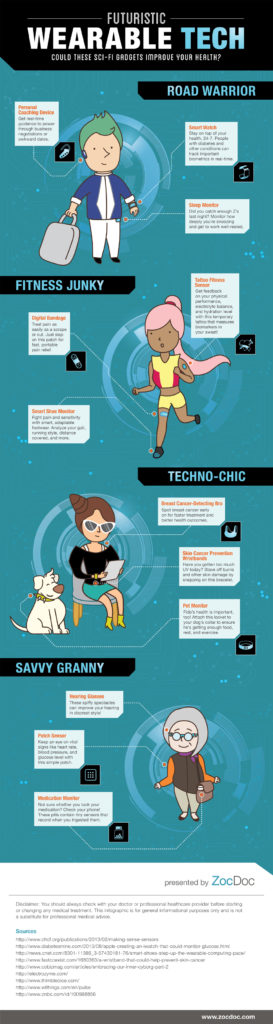 FUTURISTIC
WEARABLE TECH
COULD THESE SCI-FI GADGETS IMPROVE YOUR HEALTH?
ROAD WARRIOR
Personal
Coaching Device
Get real-time
guidance to power
through business
negotiations or
awkward dates.
Smart Watch
Stay on top of your
health, 24-7. People
with diabetes and
other conditions can
track important
biometrics in real-time.
Sleep Monitor
Did you catch enough Z's
last night? Monitor how
deeply you're snoozing
and get to work well-rested.
FITNESS JUNKY
Tattoo Fitness
Sensor
Get feedback
on your physical
performance,
electrolyte balance,
and hydration level
with this temporary
tattoo that measures
biomarkers in
your sweat!
Digital Bandage
Treat pain as
easily as a scrape
or cut. Just slap
on this patch for
fast, portable
pain relief!
Smart Shoe Monitor
Fight pain and sensitivity
with smart, adaptable
footwear. Analyze your gait,
running style, distance
covered, and more.
TECHNO-CHIC
Breast Cancer-Detecting Bra
Spot breast cancer early
on for faster treatment and
better health outcomes.
Skin Cancer Prevention
Wristbands
Have you gotten too much
UV today? Stave off burns
and other skin damage by
snapping on this bracelet.
Pet Monitor
Fido's health is important,
too! Attach this locket to
your dog's collar to ensure
he's getting enough food,
rest, and exercise.
SAVVY GRANNY
Hearing Glasses
These spiffy spectacles
can improve your hearing
in discreet style!
Patch Sensor
Keep an eye on vital
signs like heart rate,
blood pressure, and
glucose level with
this simple patch.
Medication Monitor
Not sure whether you took your
medication? Check your phone!
These pills contain tiny sensors that
record when you ingested them.
presented by ZocDoc
Disclaimer: You should always check with your doctor or professional healthcare provider before starting
or changing any medical treatment. This infographic is for general informational purposes only and is not
a substitute for professional medical advice.
Sources
www.zocdoc.com